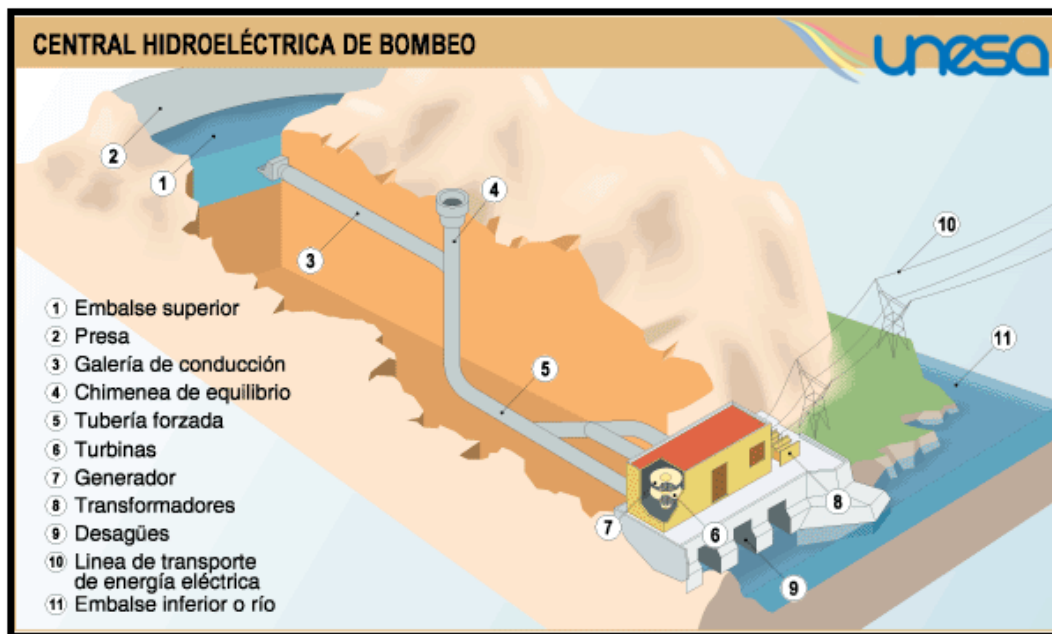 CENTRAL HIDROELÉCTRICA DE BOMBEO
unesa
2
1
4
3
10
11
5
1 Embalse superior
2 Presa
3 Galería de conducción
4 Chimenea de equilibrio
5 Tubería forzada
6 Turbinas
7 Generador
8 Transformadores
9 Desagües
10 Linea de transporte
de energía eléctrica
11 Embalse inferior o río
8
7
6
9